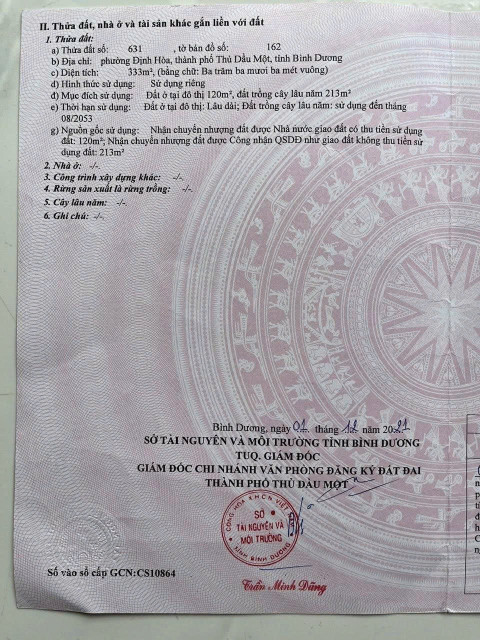 II. Thửa đất, nhà ở và tài sản khác gắn liền với đất
1. Thửa đất:
a) Thửa đất số: 631 , tờ bản đồ số: 162
b) Địa chỉ: phường Định Hòa, thành phố Thủ Dầu Một, tỉnh Bình Dương
c) Diện tích: 333m², (bằng chữ: Ba trăm ba mươi ba mét vuông)
d) Hình thức sử dụng: Sử dụng riêng
đ) Mục đích sử dụng: Đất ở tại đô thị 120m², đất trồng cây lâu năm 213m²
e) Thời hạn sử dụng: Đất ở tại đô thị: Lâu dài; Đất trồng cây lâu năm: sử dụng đến tháng
08/2053
g) Nguồn gốc sử dụng: Nhận chuyển nhượng đất được Nhà nước giao đất có thu tiền sử dụng
đất: 120m²; Nhận chuyển nhượng đất được Công nhận QSDĐ như giao đất không thu tiền sử
dụng đất: 213m²
2. Nhà ở: -/-
3. Công trình xây dựng khác: -/-
4. Rừng sản xuất là rừng trồng: -/-
5. Cây lâu năm: -/-
6. Ghi chú: -/-
Bình Dương, ngày 01 tháng 12 năm 2021
SỞ TÀI NGUYÊN VÀ MÔI TRƯỜNG TỈNH BÌNH DƯƠNG
TUQ. GIÁM ĐỐC
GIÁM ĐỐC CHI NHÁNH VĂN PHÒNG ĐĂNG KÝ ĐẤT ĐAI
THÀNH PHỐ THỦ DẦU MỘT
CỘNG HÒA XHCN VIỆT NAM
SỞ
TÀI NGUYÊN VÀ
MÔI TRƯỜNG
TỈNH BÌNH DƯƠNG
Số vào sổ cấp GCN:CS10864
Trần Minh Dũng